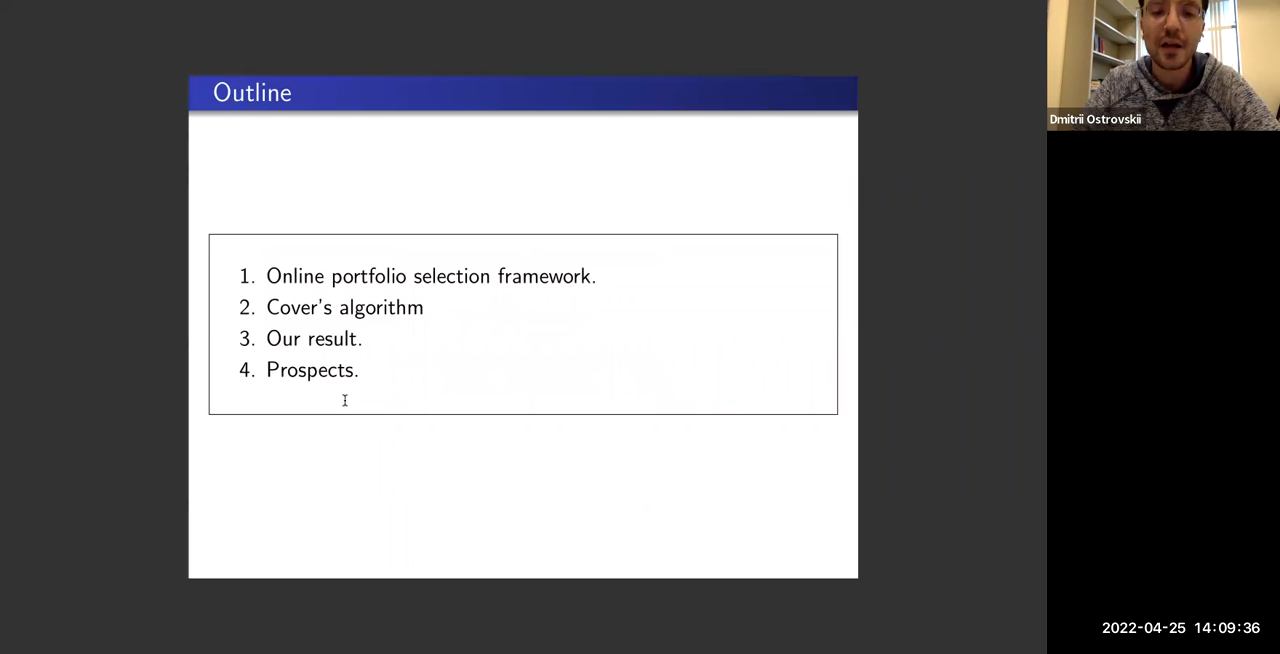 Outline
1. Online portfolio selection framework.
2. Cover's algorithm
3. Our result.
4. Prospects.
Dmitrii Ostrovskii
2022-04-25 14:09:36